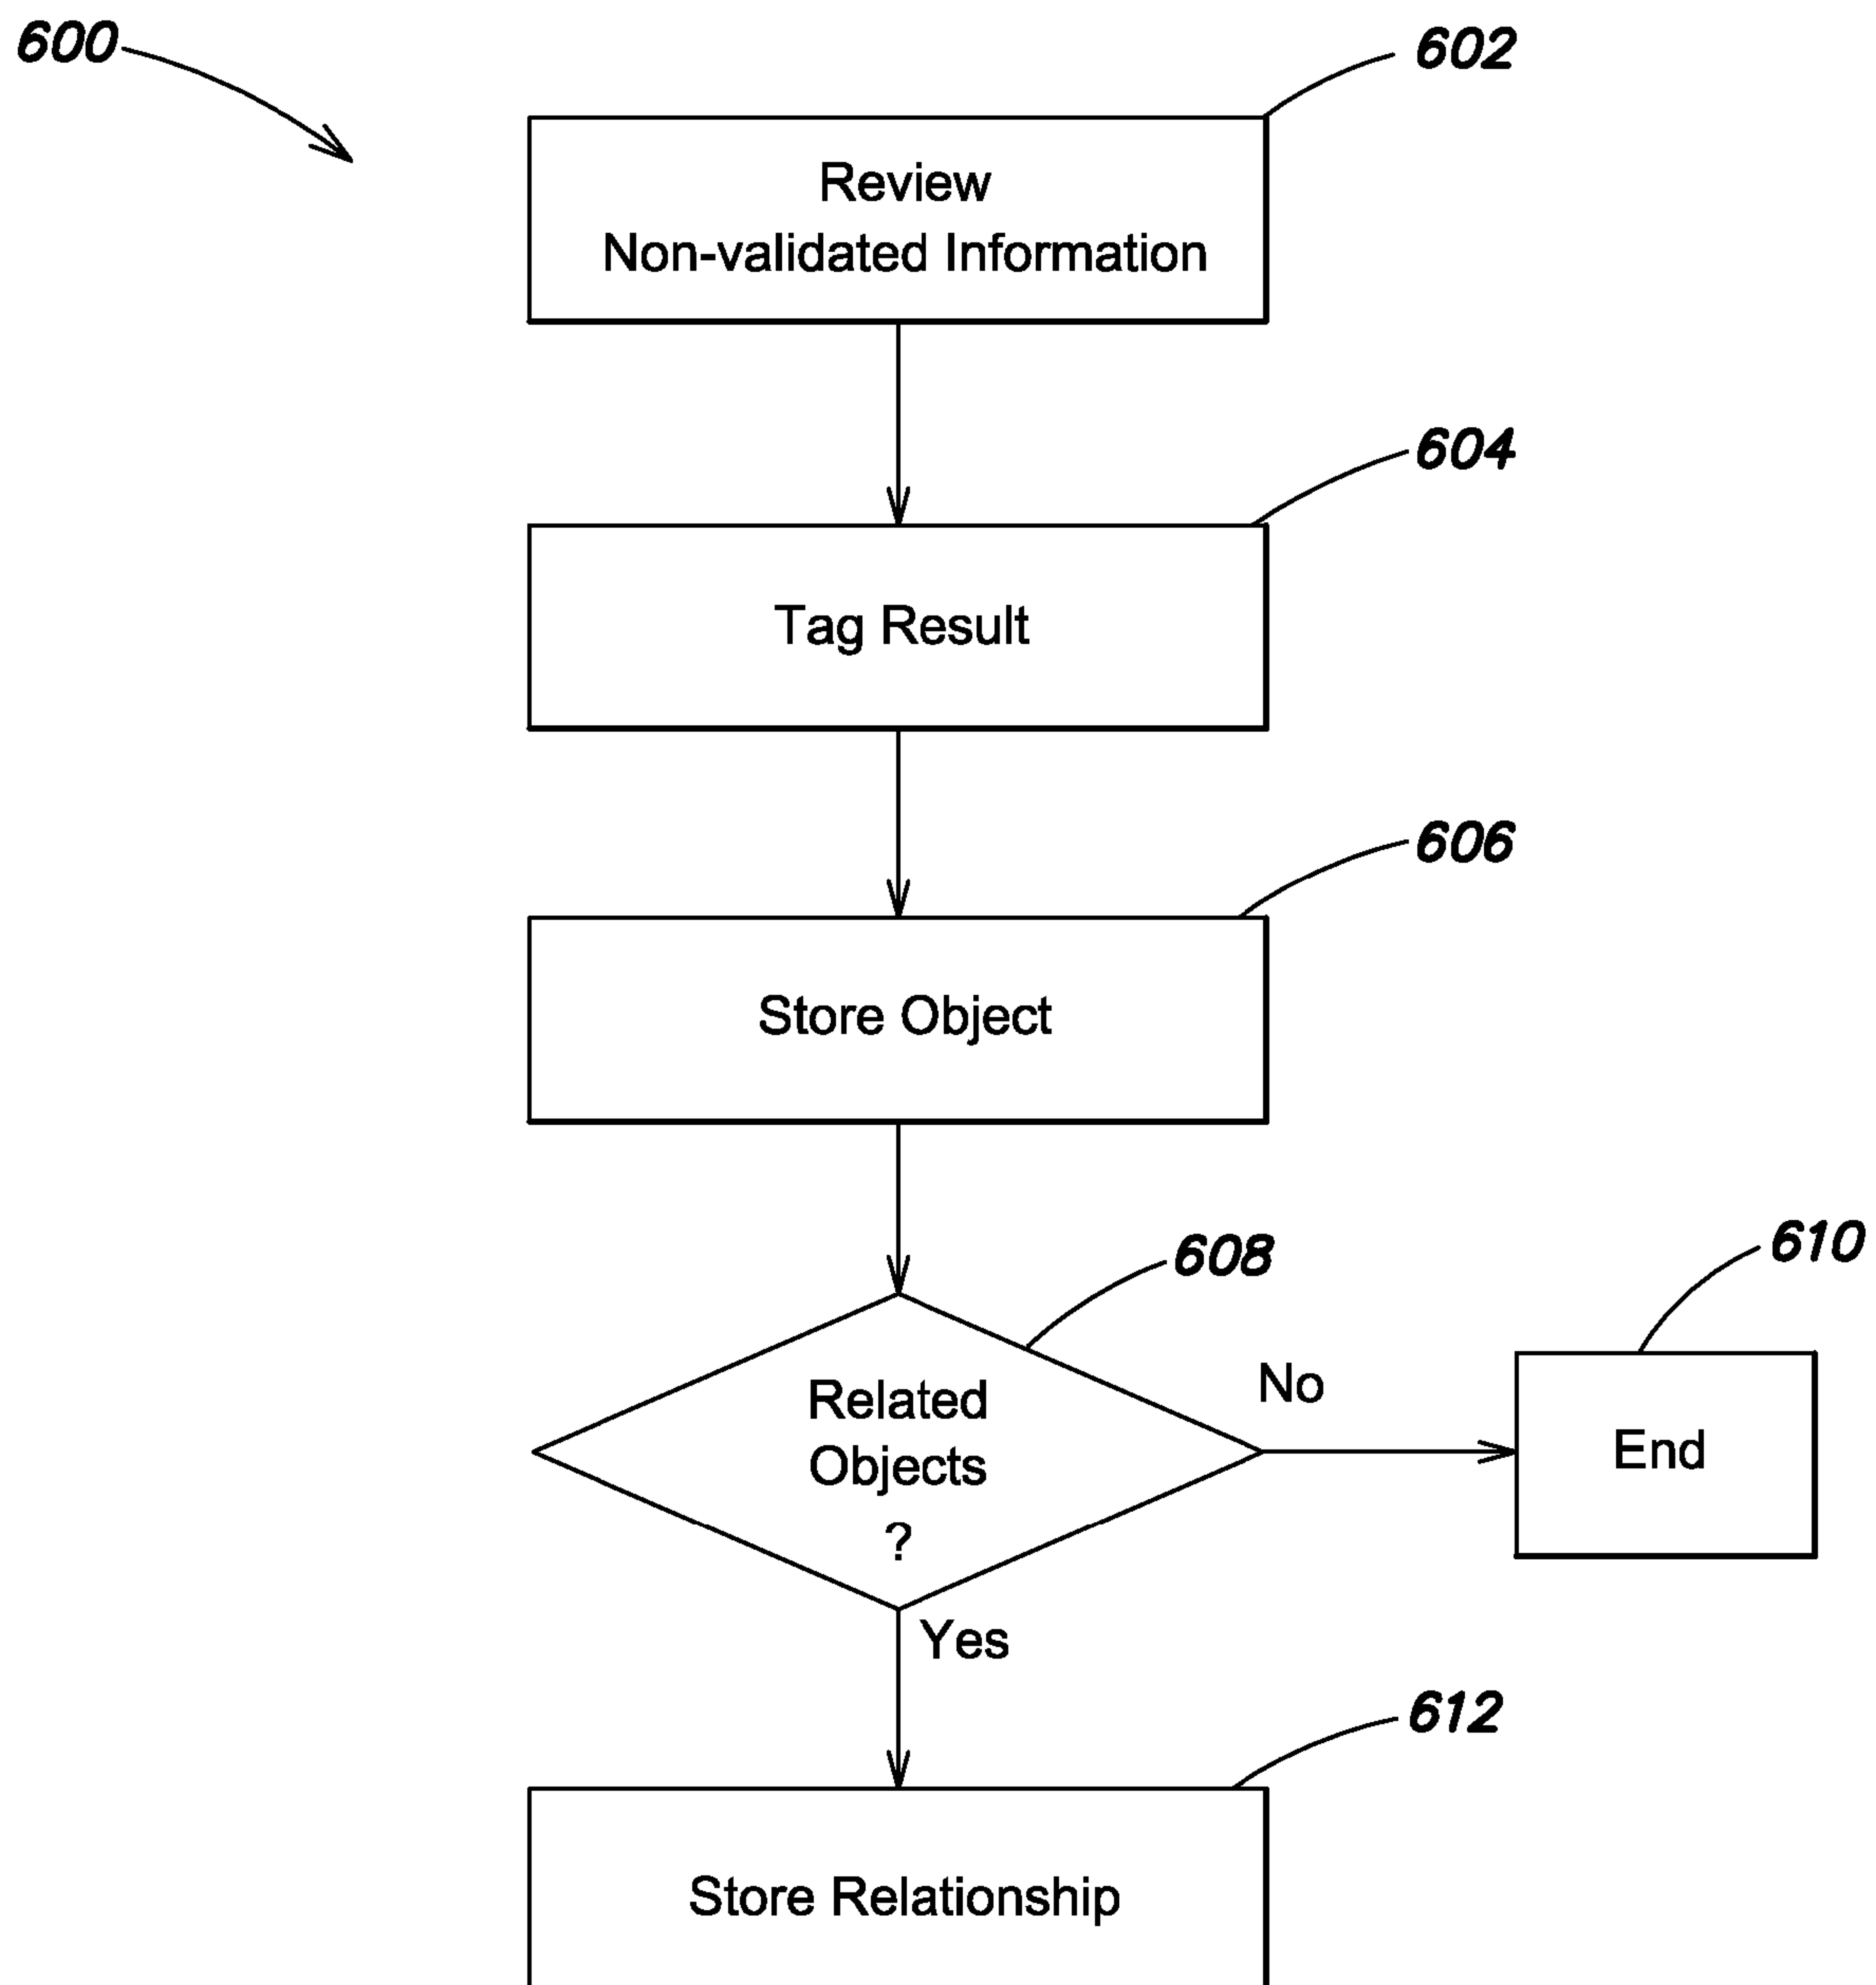 600
602
Review
Non-validated Information
604
Tag Result
606
Store Object
608
610
Related
Objects
?
No
End
Yes
612
Store Relationship